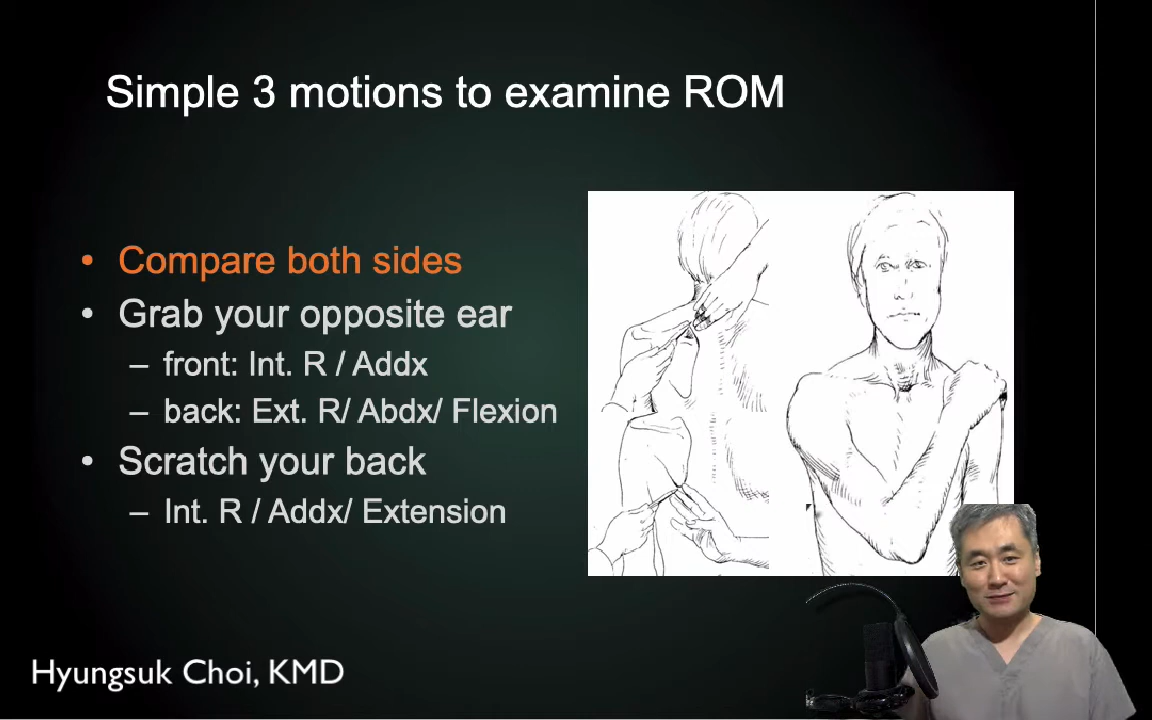 Simple 3 motions to examine ROM
• Compare both sides
• Grab your opposite ear
– front: Int. R / Addx
– back: Ext. R/ Abdx/ Flexion
• Scratch your back
– Int. R / Addx/ Extension
Hyungsuk Choi, KMD